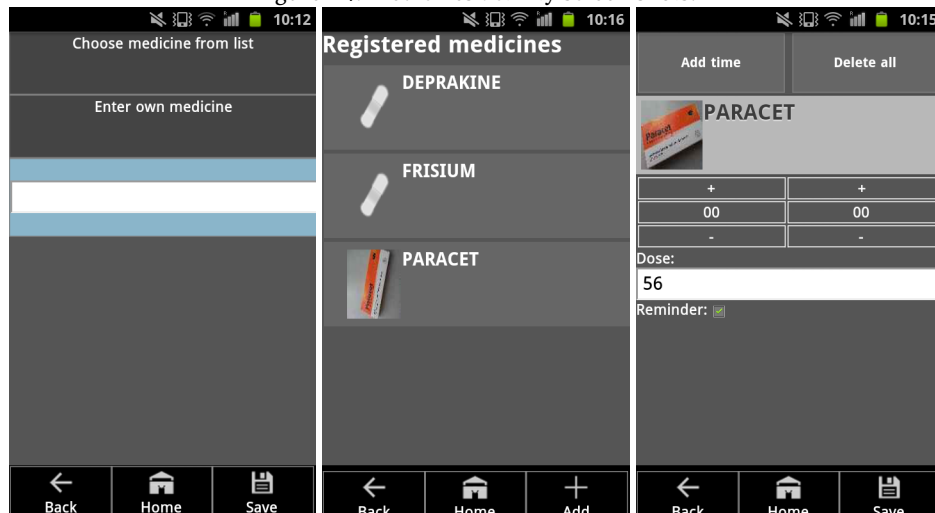 10:12
Choose medicine from list
Enter own medicine
Back Home Save
10:16
Registered medicines
DEPRAKINE
FRISIUM
PARACET
Back Home Add
10:15
Add time Delete all
Paracet
PARACET
+ +
00 00
- -
Dose:
56
Reminder:
Back Home Save